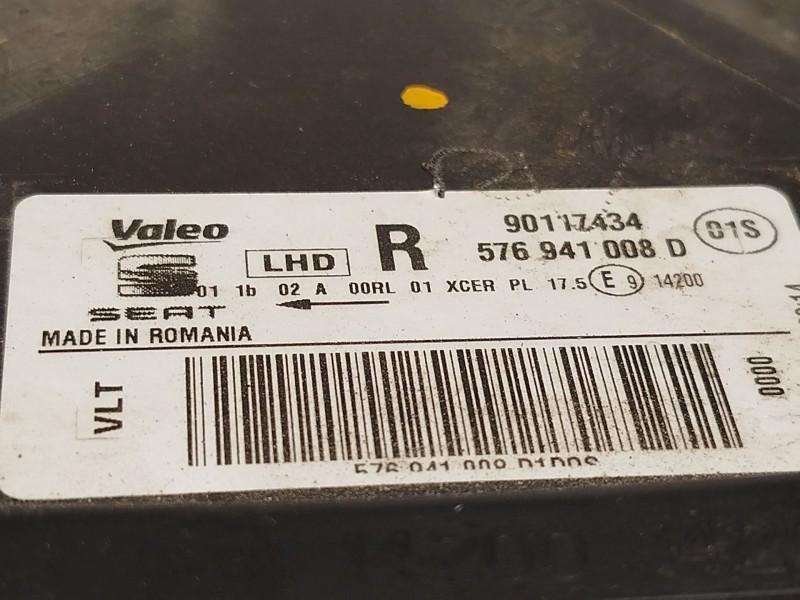 Valeo
LHD
R
90117434
576 941 008 D
01S
01 1b 02 A 00RL 01 XCER PL 17.5 E 9 14200
SEAT
MADE IN ROMANIA
VLT
0000
576 941 008 D1DOS